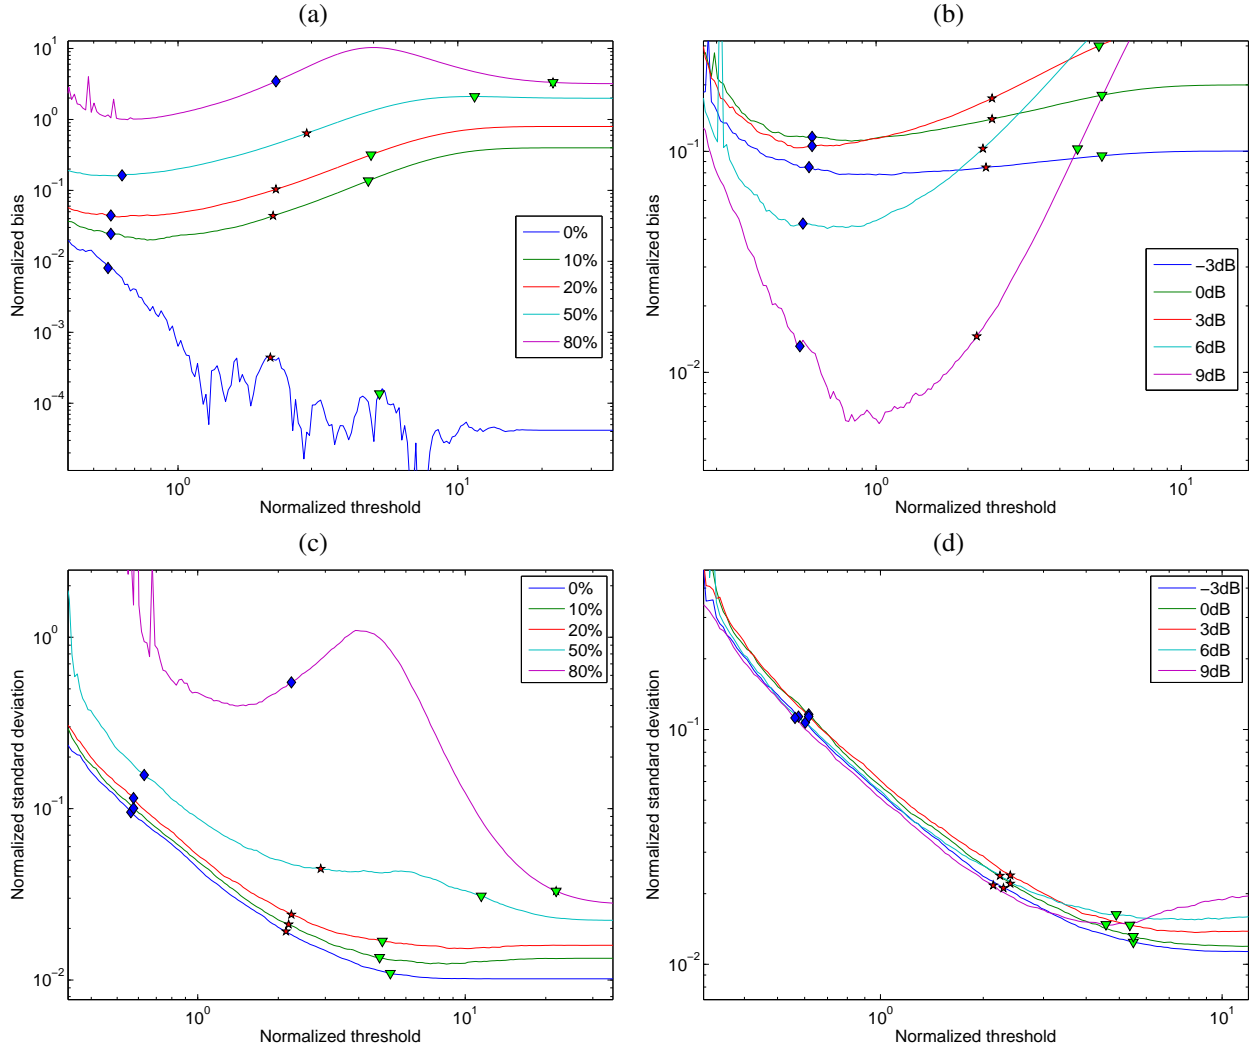 (a)
Normalized bias
10^1
10^0
10^-1
10^-2
10^-3
10^-4
10^0
10^1
Normalized threshold
0%
10%
20%
50%
80%
(b)
Normalized bias
10^-1
10^-2
10^0
10^1
Normalized threshold
−3dB
0dB
3dB
6dB
9dB
(c)
Normalized standard deviation
10^0
10^-1
10^-2
10^0
10^1
Normalized threshold
0%
10%
20%
50%
80%
(d)
Normalized standard deviation
10^-1
10^-2
10^0
10^1
Normalized threshold
−3dB
0dB
3dB
6dB
9dB